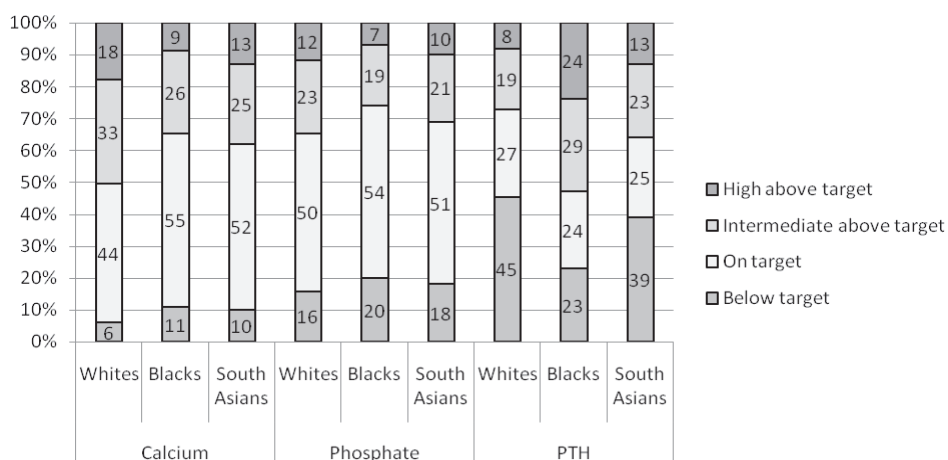 100%
90%
80%
70%
60%
50%
40%
30%
20%
10%
0%
18 9 13 12 7 10 8 24 13
33 26 25 23 19 21 19 29 23
44 55 52 50 54 51 27 24 25
6 11 10 16 20 18 45 23 39
Whites Blacks South Asians Whites Blacks South Asians Whites Blacks South Asians
Calcium Phosphate PTH
High above target
Intermediate above target
On target
Below target